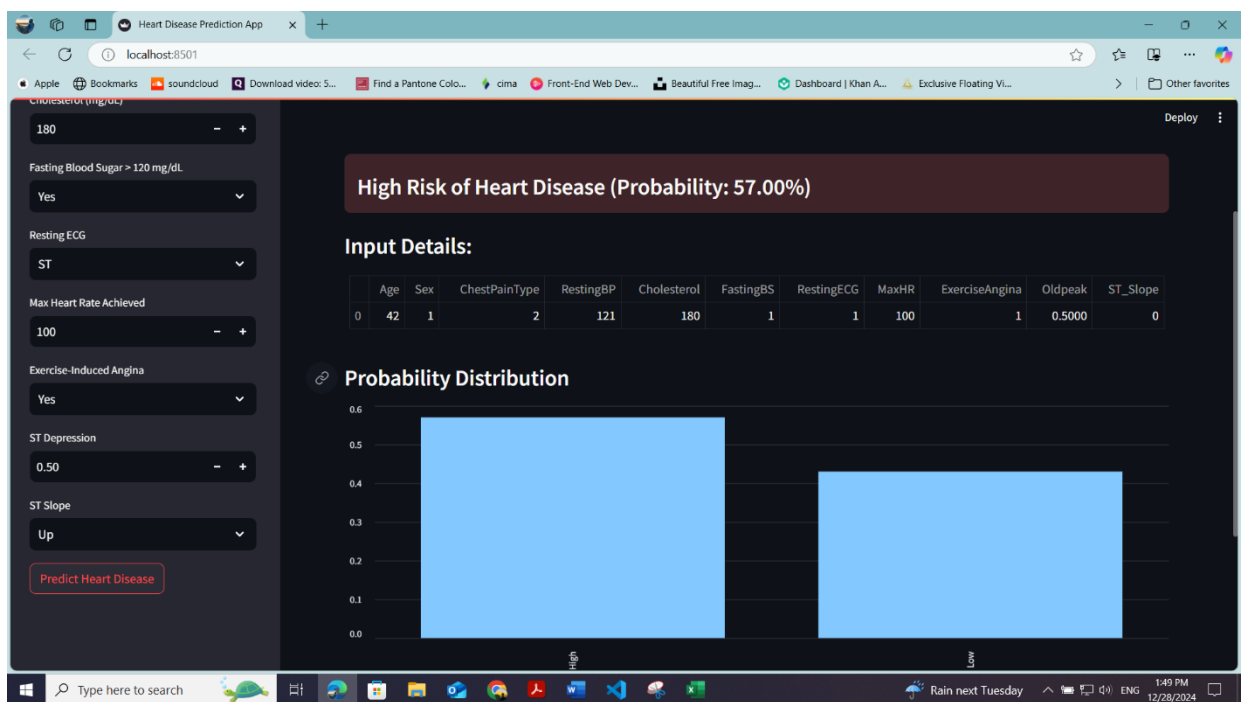 Heart Disease Prediction App
localhost:8501
Apple Bookmarks soundcloud Download video: 5... Find a Pantone Colo... cima Front-End Web Dev... Beautiful Free Imag... Dashboard | Khan A... Exclusive Floating Vi... Other favorites
Deploy
Cholesterol (mg/dL)
180
Fasting Blood Sugar > 120 mg/dL
Yes
Resting ECG
ST
Max Heart Rate Achieved
100
Exercise-Induced Angina
Yes
ST Depression
0.50
ST Slope
Up
Predict Heart Disease
High Risk of Heart Disease (Probability: 57.00%)
Input Details:
Age Sex ChestPainType RestingBP Cholesterol FastingBS RestingECG MaxHR ExerciseAngina Oldpeak ST_Slope
0 42 1 2 121 180 1 1 100 1 0.5000 0
Probability Distribution
0.6
0.5
0.4
0.3
0.2
0.1
0.0
High
Low
Type here to search
Rain next Tuesday
ENG
1:49 PM
12/28/2024